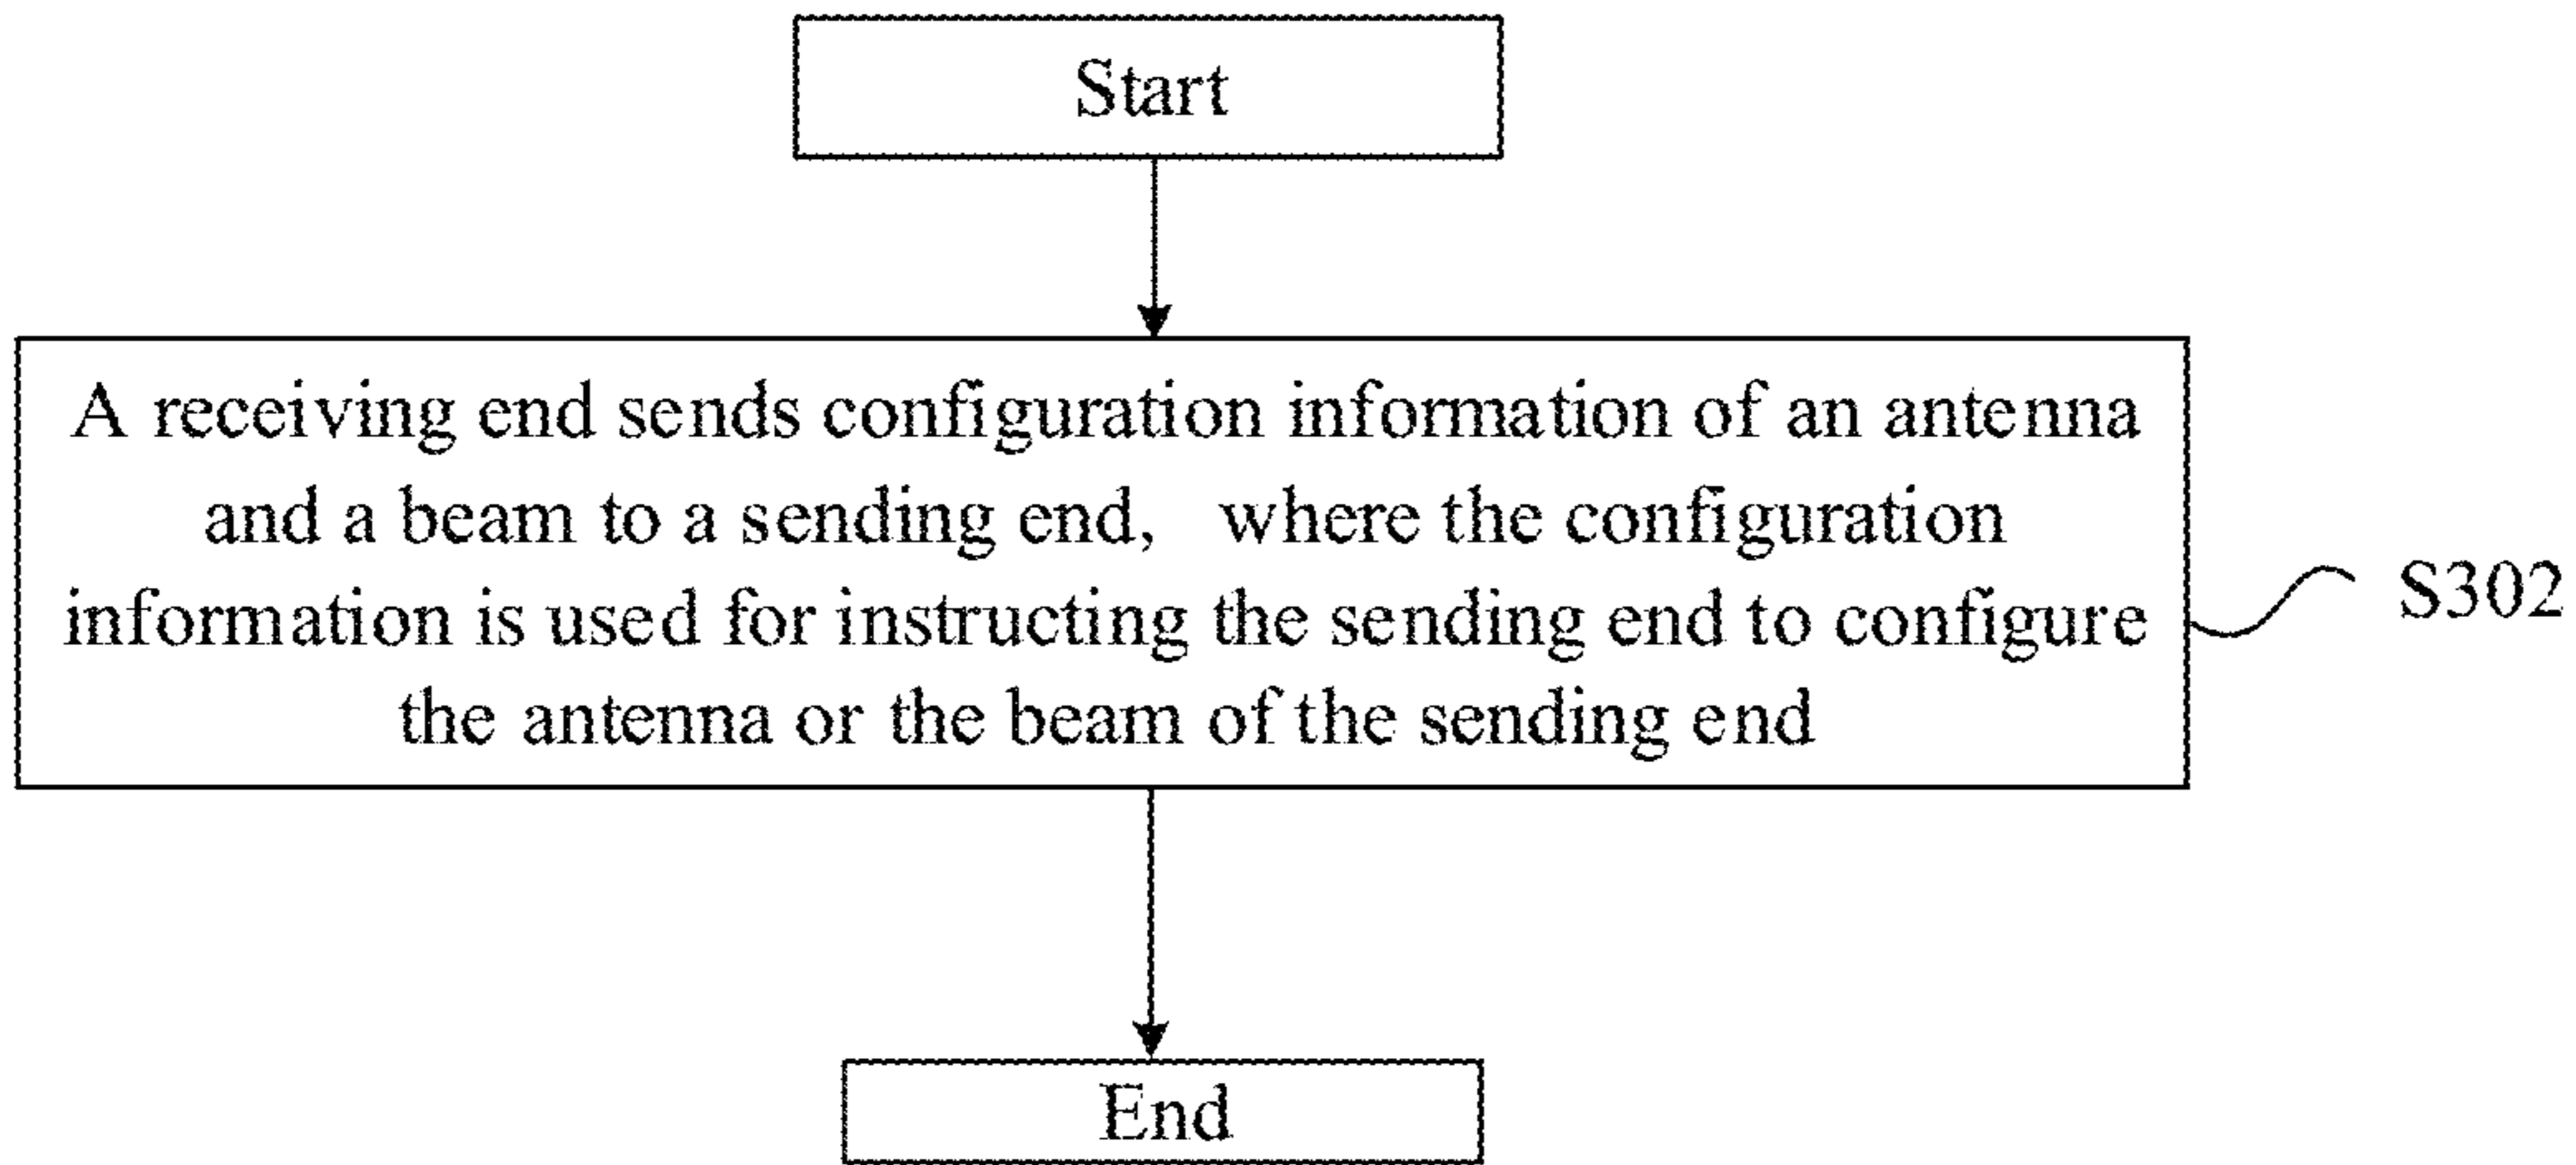 Start
A receiving end sends configuration information of an antenna
and a beam to a sending end, where the configuration
information is used for instructing the sending end to configure
the antenna or the beam of the sending end
S302
End